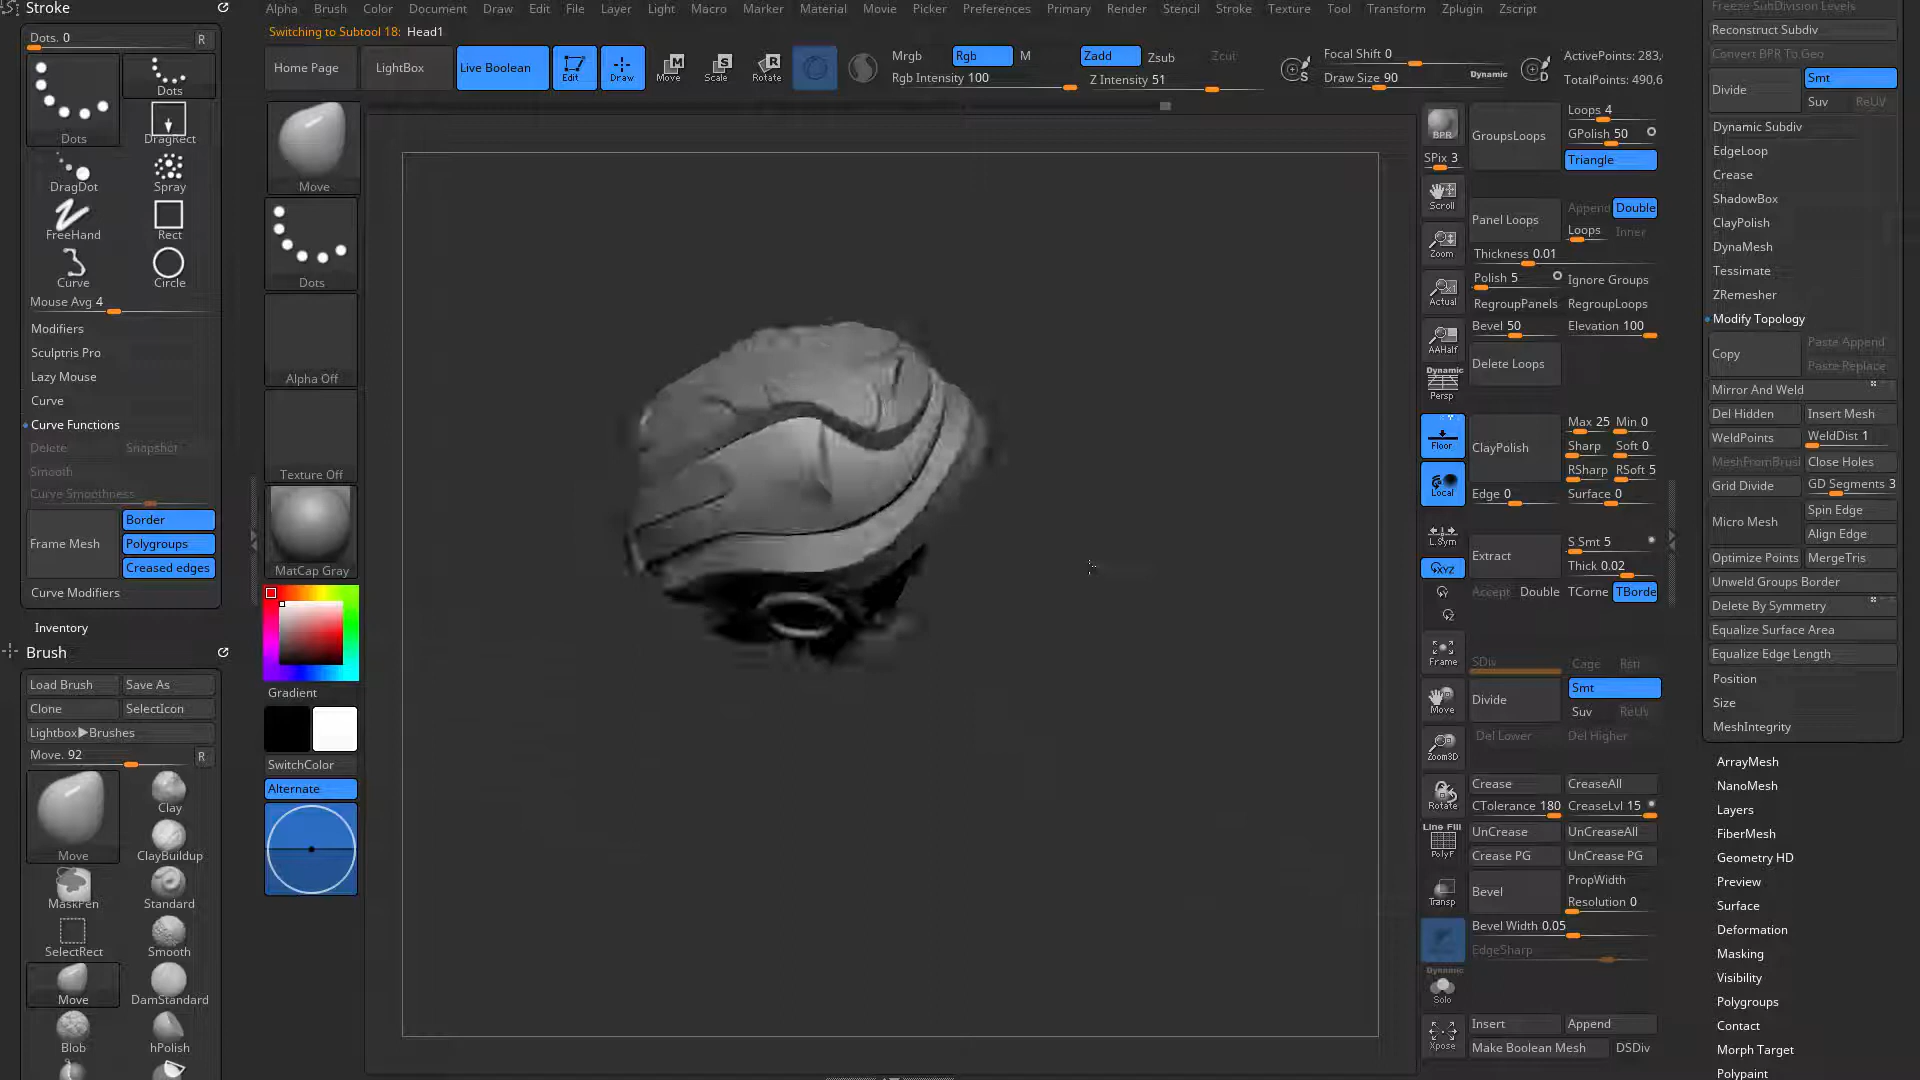 Stroke
Alpha Brush Color Document Draw Edit File Layer Light Macro Marker Material Movie Picker Preferences Primary Render Stencil Stroke Texture Tool Transform Zplugin Zscript
Switching to Subtool 18: Head1
Dots. 0 R
Dots
Dots
DragRect
DragDot
Spray
FreeHand
Rect
Curve
Circle
Mouse Avg 4
Modifiers
Sculptris Pro
Lazy Mouse
Curve
Curve Functions
Delete Snapshot
Smooth
Curve Smoothness
Frame Mesh
Border
Polygroups
Creased edges
Curve Modifiers
Inventory
Brush
Load Brush Save As
Clone SelectIcon
Lightbox▶Brushes
Move. 92 R
Move
Clay
ClayBuildup
MaskPen
Standard
SelectRect
Smooth
Move
DamStandard
Blob
hPolish
Home Page
LightBox
Live Boolean
Edit
Draw
Move
Scale
Rotate
Mrgb Rgb M
Rgb Intensity 100
Zadd Zsub Zcut
Z Intensity 51
S
Focal Shift 0
Draw Size 90 Dynamic
D
ActivePoints: 283,
TotalPoints: 490,6
Move
Dots
Alpha Off
Texture Off
MatCap Gray
Gradient
SwitchColor
Alternate
BPR
SPix 3
Scroll
Zoom
Actual
AAHalf
Dynamic
Persp
Floor
Local
L.Sym
XYZ
Frame
Move
Zoom3D
Rotate
Line Fill
PolyF
Transp
Dynamic
Solo
Xpose
GroupsLoops
Loops 4
GPolish 50
Triangle
Panel Loops
Append Double
Loops Inner
Thickness 0.01
Polish 5 Ignore Groups
RegroupPanels RegroupLoops
Bevel 50 Elevation 100
Delete Loops
ClayPolish
Max 25 Min 0
Sharp Soft 0
RSharp RSoft 5
Edge 0 Surface 0
Extract
S Smt 5
Thick 0.02
Accept Double TCorne TBorde
SDiv Cage Rstr
Divide
Smt
Suv ReUV
Del Lower Del Higher
Crease CreaseAll
CTolerance 180 CreaseLvl 15
UnCrease UnCreaseAll
Crease PG UnCrease PG
Bevel
PropWidth
Resolution 0
Bevel Width 0.05
EdgeSharp
Insert Append
Make Boolean Mesh DSDiv
Freeze SubDivision Levels
Reconstruct Subdiv
Convert BPR To Geo
Divide
Smt
Suv ReUV
Dynamic Subdiv
EdgeLoop
Crease
ShadowBox
ClayPolish
DynaMesh
Tessimate
ZRemesher
Modify Topology
Copy
Paste Append
Paste Replace
Mirror And Weld
Del Hidden Insert Mesh
WeldPoints WeldDist 1
MeshFromBrus Close Holes
Grid Divide GD Segments 3
Micro Mesh
Spin Edge
Align Edge
Optimize Points MergeTris
Unweld Groups Border
Delete By Symmetry
Equalize Surface Area
Equalize Edge Length
Position
Size
MeshIntegrity
ArrayMesh
NanoMesh
Layers
FiberMesh
Geometry HD
Preview
Surface
Deformation
Masking
Visibility
Polygroups
Contact
Morph Target
Polypaint